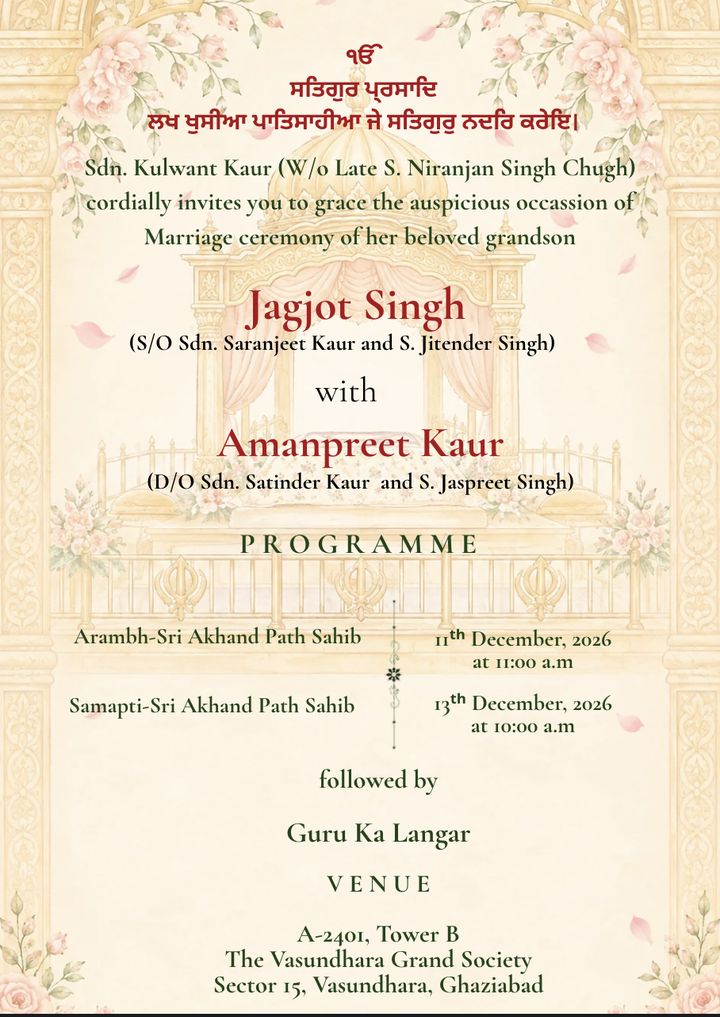 ੴ
ਸਤਿਗੁਰ ਪ੍ਰਸਾਦਿ
ਲਖ ਖੁਸੀਆ ਪਾਤਿਸਾਹੀਆ ਜੇ ਸਤਿਗੁਰੁ ਨਦਰਿ ਕਰੇਇ।
Sdn. Kulwant Kaur (W/o Late S. Niranjan Singh Chugh)
cordially invites you to grace the auspicious occassion of
Marriage ceremony of her beloved grandson
Jagjot Singh
(S/O Sdn. Saranjeet Kaur and S. Jitender Singh)
with
Amanpreet Kaur
(D/O Sdn. Satinder Kaur and S. Jaspreet Singh)
PROGRAMME
Arambh-Sri Akhand Path Sahib
11th December, 2026
at 11:00 a.m
Samapti-Sri Akhand Path Sahib
13th December, 2026
at 10:00 a.m
followed by
Guru Ka Langar
VENUE
A-2401, Tower B
The Vasundhara Grand Society
Sector 15, Vasundhara, Ghaziabad